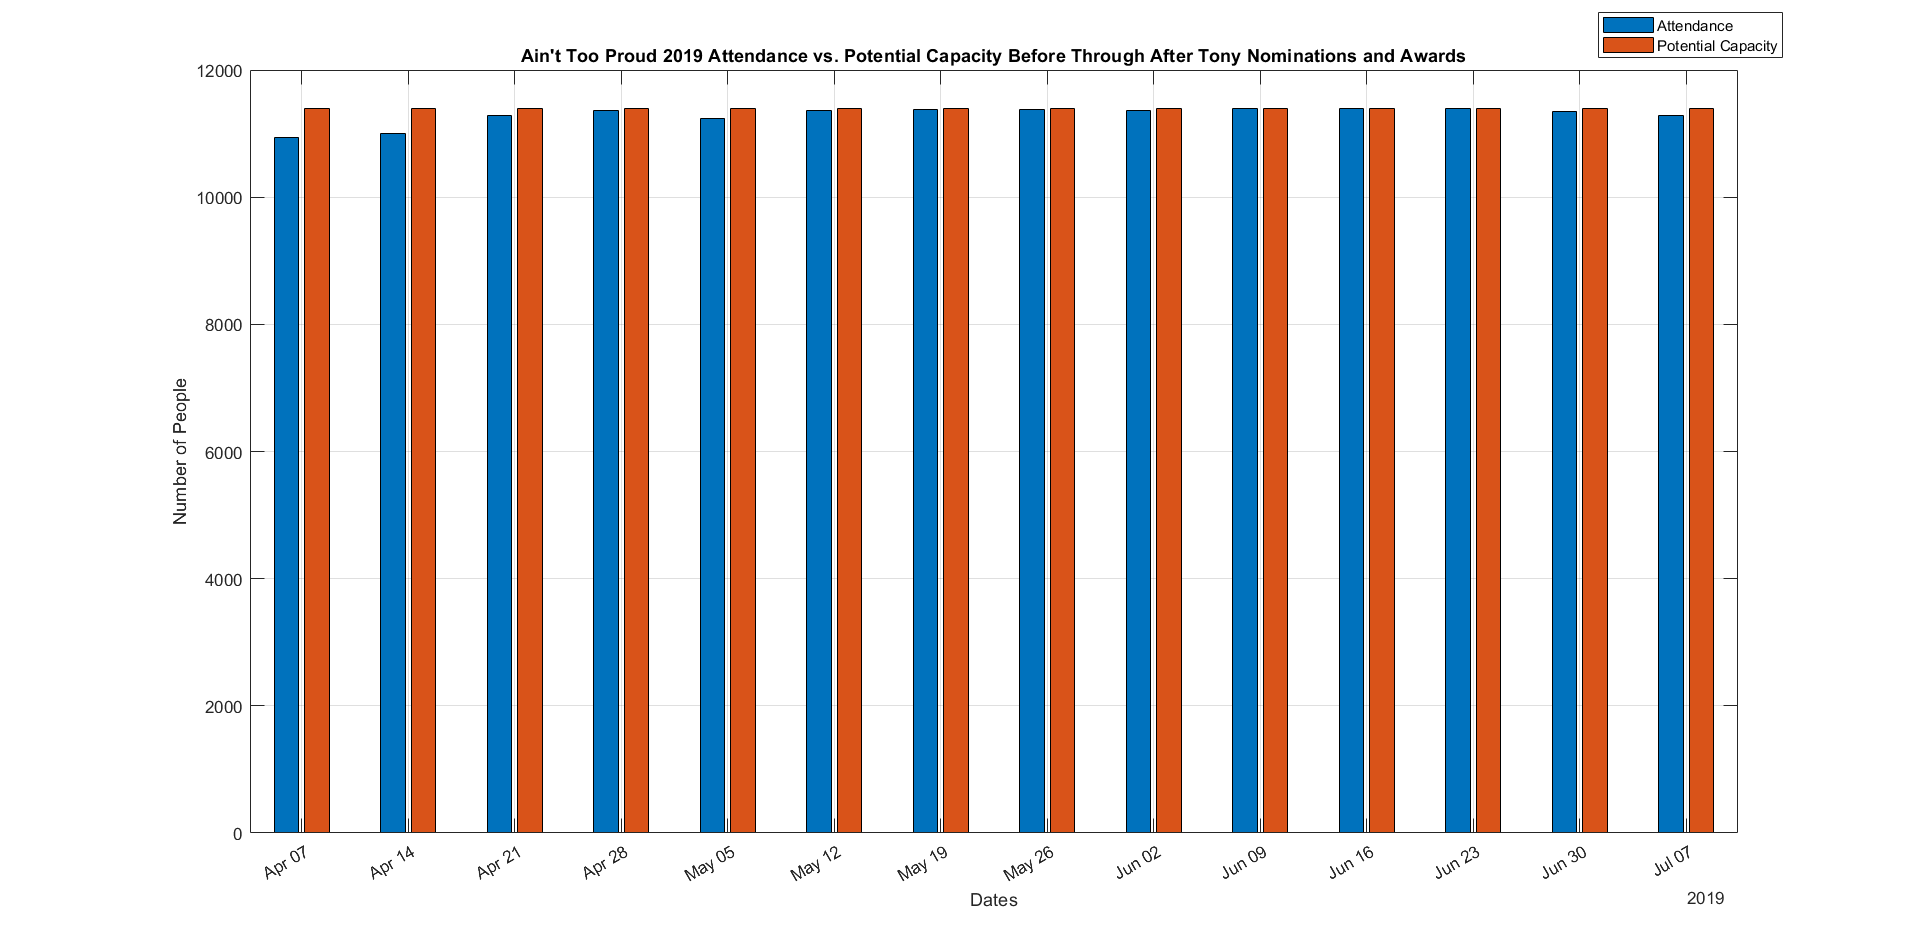 Attendance
Potential Capacity
Ain't Too Proud 2019 Attendance vs. Potential Capacity Before Through After Tony Nominations and Awards
12000
10000
8000
6000
4000
2000
0
Number of People
Apr 07
Apr 14
Apr 21
Apr 28
May 05
May 12
May 19
May 26
Jun 02
Jun 09
Jun 16
Jun 23
Jun 30
Jul 07
Dates
2019